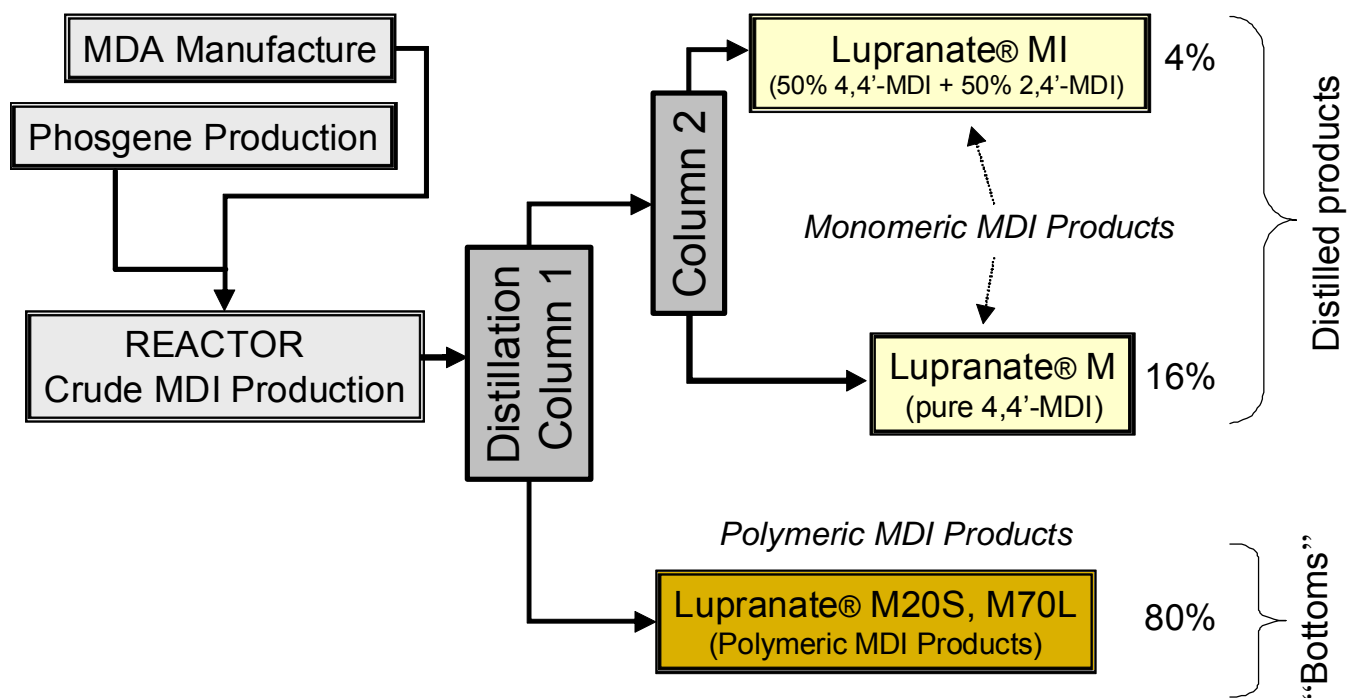 MDA Manufacture
Phosgene Production
REACTOR
Crude MDI Production
Distillation
Column 1
Column 2
Lupranate® MI
(50% 4,4’-MDI + 50% 2,4’-MDI)
4%
Monomeric MDI Products
Lupranate® M
(pure 4,4’-MDI)
16%
Distilled products
Polymeric MDI Products
Lupranate® M20S, M70L
(Polymeric MDI Products)
80%
“Bottoms”